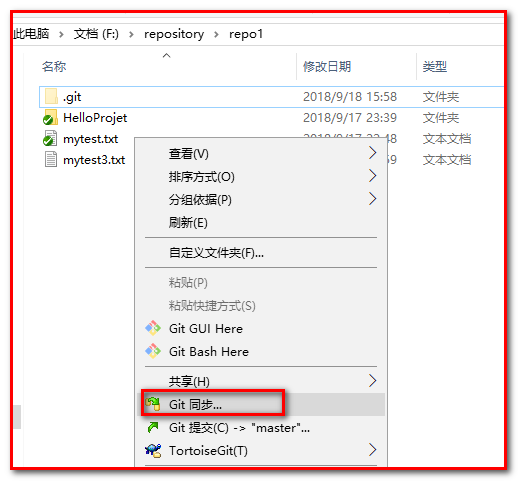 此电脑 > 文档 (F:) > repository > repo1
名称 修改日期 类型
.git 2018/9/18 15:58 文件夹
HelloProjet 2018/9/17 23:39 文件夹
mytest.txt 文本文档
mytest3.txt 文本文档
查看(V)
排序方式(O)
分组依据(P)
刷新(E)
自定义文件夹(F)...
粘贴(P)
粘贴快捷方式(S)
Git GUI Here
Git Bash Here
共享(H)
Git 同步...
Git 提交(C) -> "master"...
TortoiseGit(T)